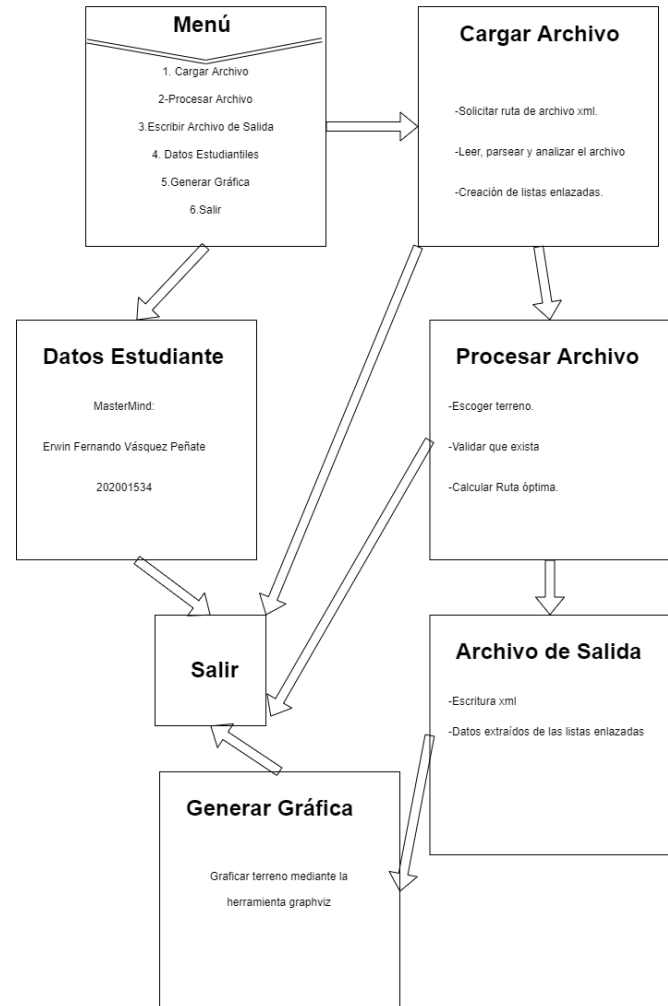 Menú
1. Cargar Archivo
2-Procesar Archivo
3.Escribir Archivo de Salida
4. Datos Estudiantiles
5.Generar Gráfica
6.Salir
Cargar Archivo
-Solicitar ruta de archivo xml.
-Leer, parsear y analizar el archivo
-Creación de listas enlazadas.
Datos Estudiante
MasterMind:
Erwin Fernando Vásquez Peñate
202001534
Procesar Archivo
-Escoger terreno.
-Validar que exista
-Calcular Ruta óptima.
Salir
Archivo de Salida
-Escritura xml
-Datos extraídos de las listas enlazadas
Generar Gráfica
Graficar terreno mediante la
herramienta graphviz